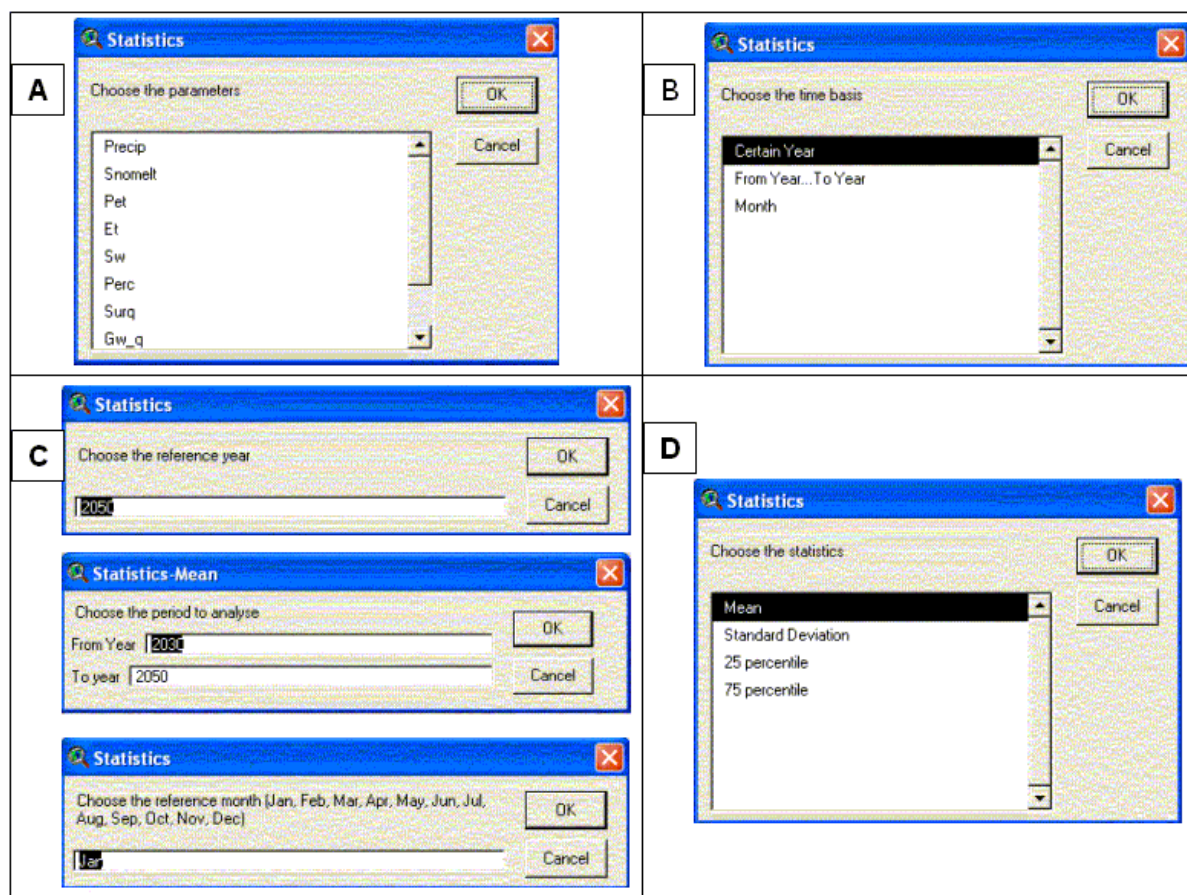 A
Statistics
Choose the parameters
OK
Cancel
Precip
Snomelt
Pet
Et
Sw
Perc
Surq
Gw_q
B
Statistics
Choose the time basis
OK
Cancel
Certain Year
From Year...To Year
Month
C
Statistics
Choose the reference year
OK
2050
Cancel
Statistics-Mean
Choose the period to analyse
OK
From Year 2030
To year 2050
Cancel
Statistics
Choose the reference month (Jan, Feb, Mar, Apr, May, Jun, Jul,
Aug, Sep, Oct, Nov, Dec)
OK
Jan
Cancel
D
Statistics
Choose the statistics
OK
Cancel
Mean
Standard Deviation
25 percentile
75 percentile